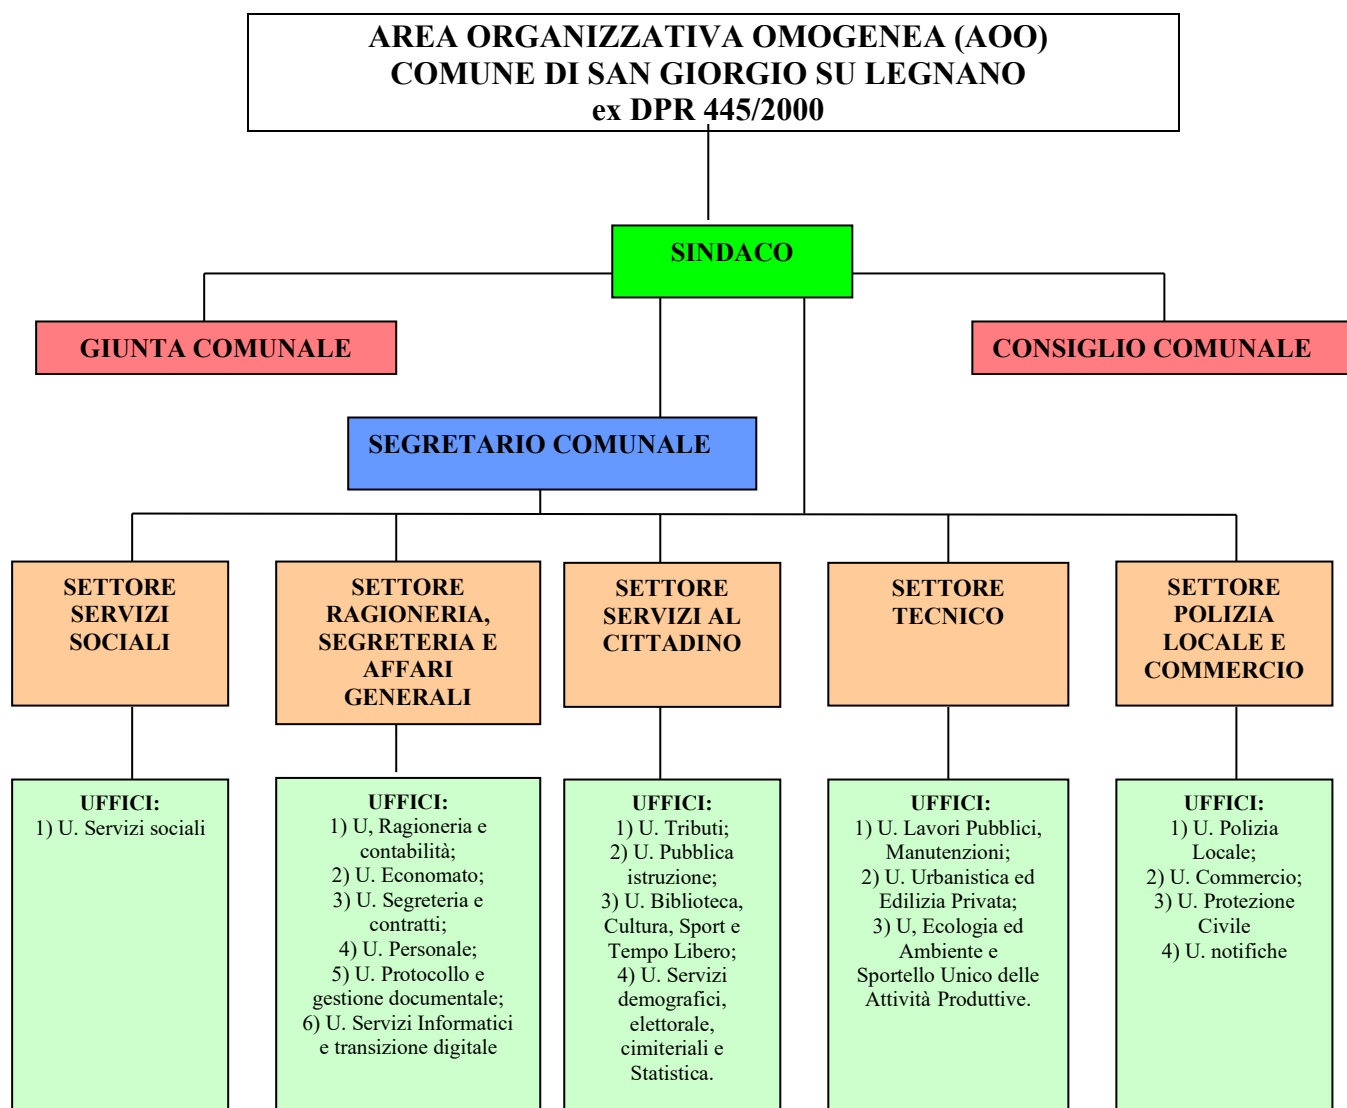 AREA ORGANIZZATIVA OMOGENEA (AOO)
COMUNE DI SAN GIORGIO SU LEGNANO
ex DPR 445/2000
SINDACO
GIUNTA COMUNALE
CONSIGLIO COMUNALE
SEGRETARIO COMUNALE
SETTORE
SERVIZI
SOCIALI
SETTORE
RAGIONERIA,
SEGRETERIA E
AFFARI
GENERALI
SETTORE
SERVIZI AL
CITTADINO
SETTORE
TECNICO
SETTORE
POLIZIA
LOCALE E
COMMERCIO
UFFICI:
1) U. Servizi sociali
UFFICI:
1) U, Ragioneria e
contabilità;
2) U. Economato;
3) U. Segreteria e
contratti;
4) U. Personale;
5) U. Protocollo e
gestione documentale;
6) U. Servizi Informatici
e transizione digitale
UFFICI:
1) U. Tributi;
2) U. Pubblica
istruzione;
3) U. Biblioteca,
Cultura, Sport e
Tempo Libero;
4) U. Servizi
demografici,
elettorale,
cimiteriali e
Statistica.
UFFICI:
1) U. Lavori Pubblici,
Manutenzioni;
2) U. Urbanistica ed
Edilizia Privata;
3) U, Ecologia ed
Ambiente e
Sportello Unico delle
Attività Produttive.
UFFICI:
1) U. Polizia
Locale;
2) U. Commercio;
3) U. Protezione
Civile
4) U. notifiche